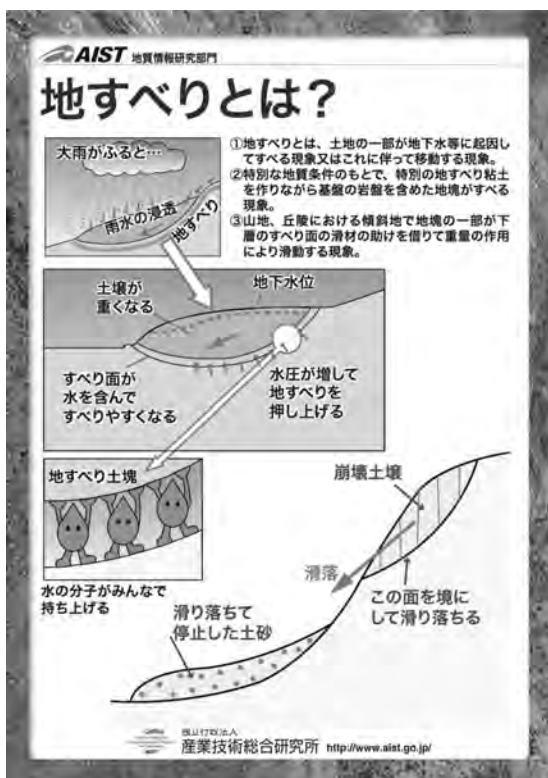 AIST 地質情報研究部門
地すべりとは？
大雨がふると…
雨水の浸透
地すべり
①地すべりとは、土地の一部が地下水等に起因し
てすべる現象又はこれに伴って移動する現象。
②特別な地質条件のもとで、特別の地すべり粘土
を作りながら基盤の岩盤を含めた地塊がすべる
現象。
③山地、丘陵における傾斜地で地塊の一部が下
層のすべり面の滑材の助けを借りて重量の作用
により滑動する現象。
土壌が
重くなる
地下水位
すべり面が
水を含んで
すべりやすくなる
水圧が増して
地すべりを
押し上げる
地すべり土塊
水の分子がみんなで
持ち上げる
崩壊土壌
滑落
この面を境に
して滑り落ちる
滑り落ちて
停止した土砂
独立行政法人
産業技術総合研究所 http://www.aist.go.jp/